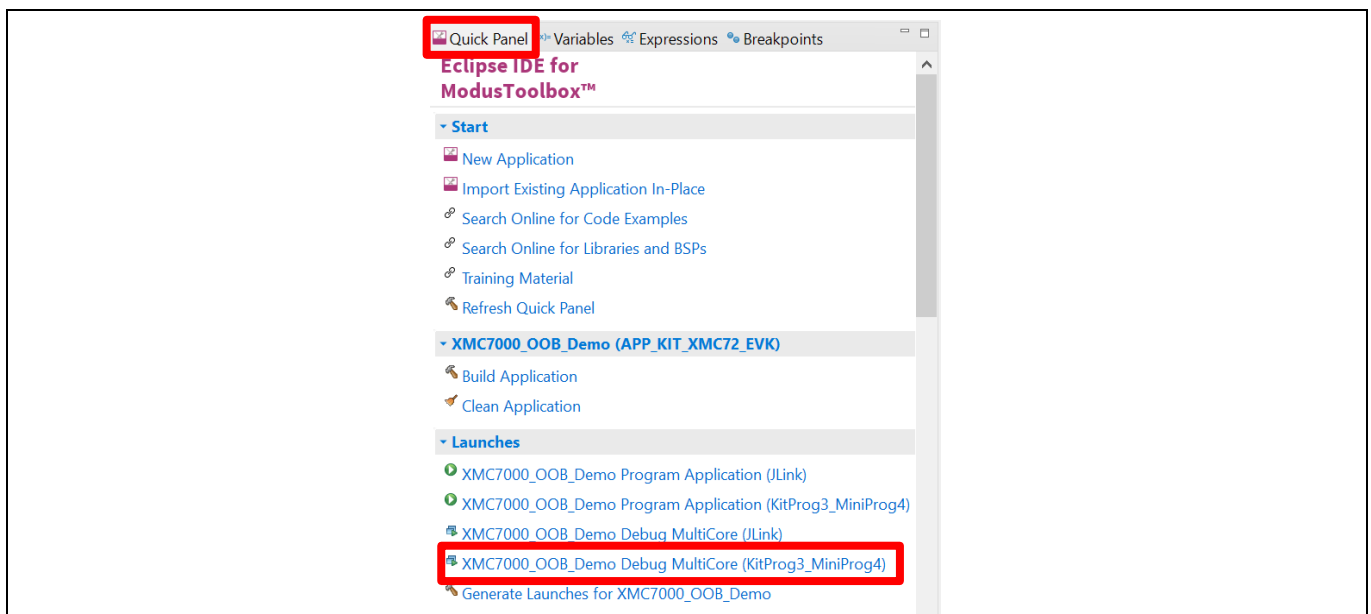 Quick Panel Variables Expressions Breakpoints
Eclipse IDE for
ModusToolbox™
Start
New Application
Import Existing Application In-Place
Search Online for Code Examples
Search Online for Libraries and BSPs
Training Material
Refresh Quick Panel
XMC7000_OOB_Demo (APP_KIT_XMC72_EVK)
Build Application
Clean Application
Launches
XMC7000_OOB_Demo Program Application (JLink)
XMC7000_OOB_Demo Program Application (KitProg3_MiniProg4)
XMC7000_OOB_Demo Debug MultiCore (JLink)
XMC7000_OOB_Demo Debug MultiCore (KitProg3_MiniProg4)
Generate Launches for XMC7000_OOB_Demo